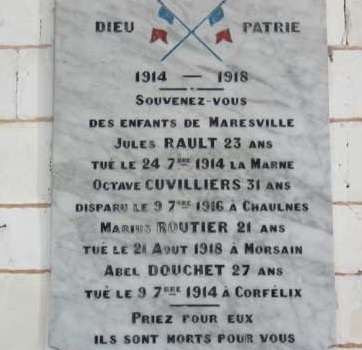 DIEU PATRIE
1914 — 1918
SOUVENEZ-VOUS
DES ENFANTS DE MARESVILLE
JULES RAULT 23 ANS
TUÉ LE 24 7BRE 1914 LA MARNE
OCTAVE CUVILLIERS 31 ANS
DISPARU LE 9 7BRE 1916 À CHAULNES
MARIUS ROUTIER 21 ANS
TUÉ LE 21 AOUT 1918 À MORSAIN
ABEL DOUCHET 27 ANS
TUÉ LE 9 7BRE 1914 À CORFÉLIX
PRIEZ POUR EUX
ILS SONT MORTS POUR VOUS